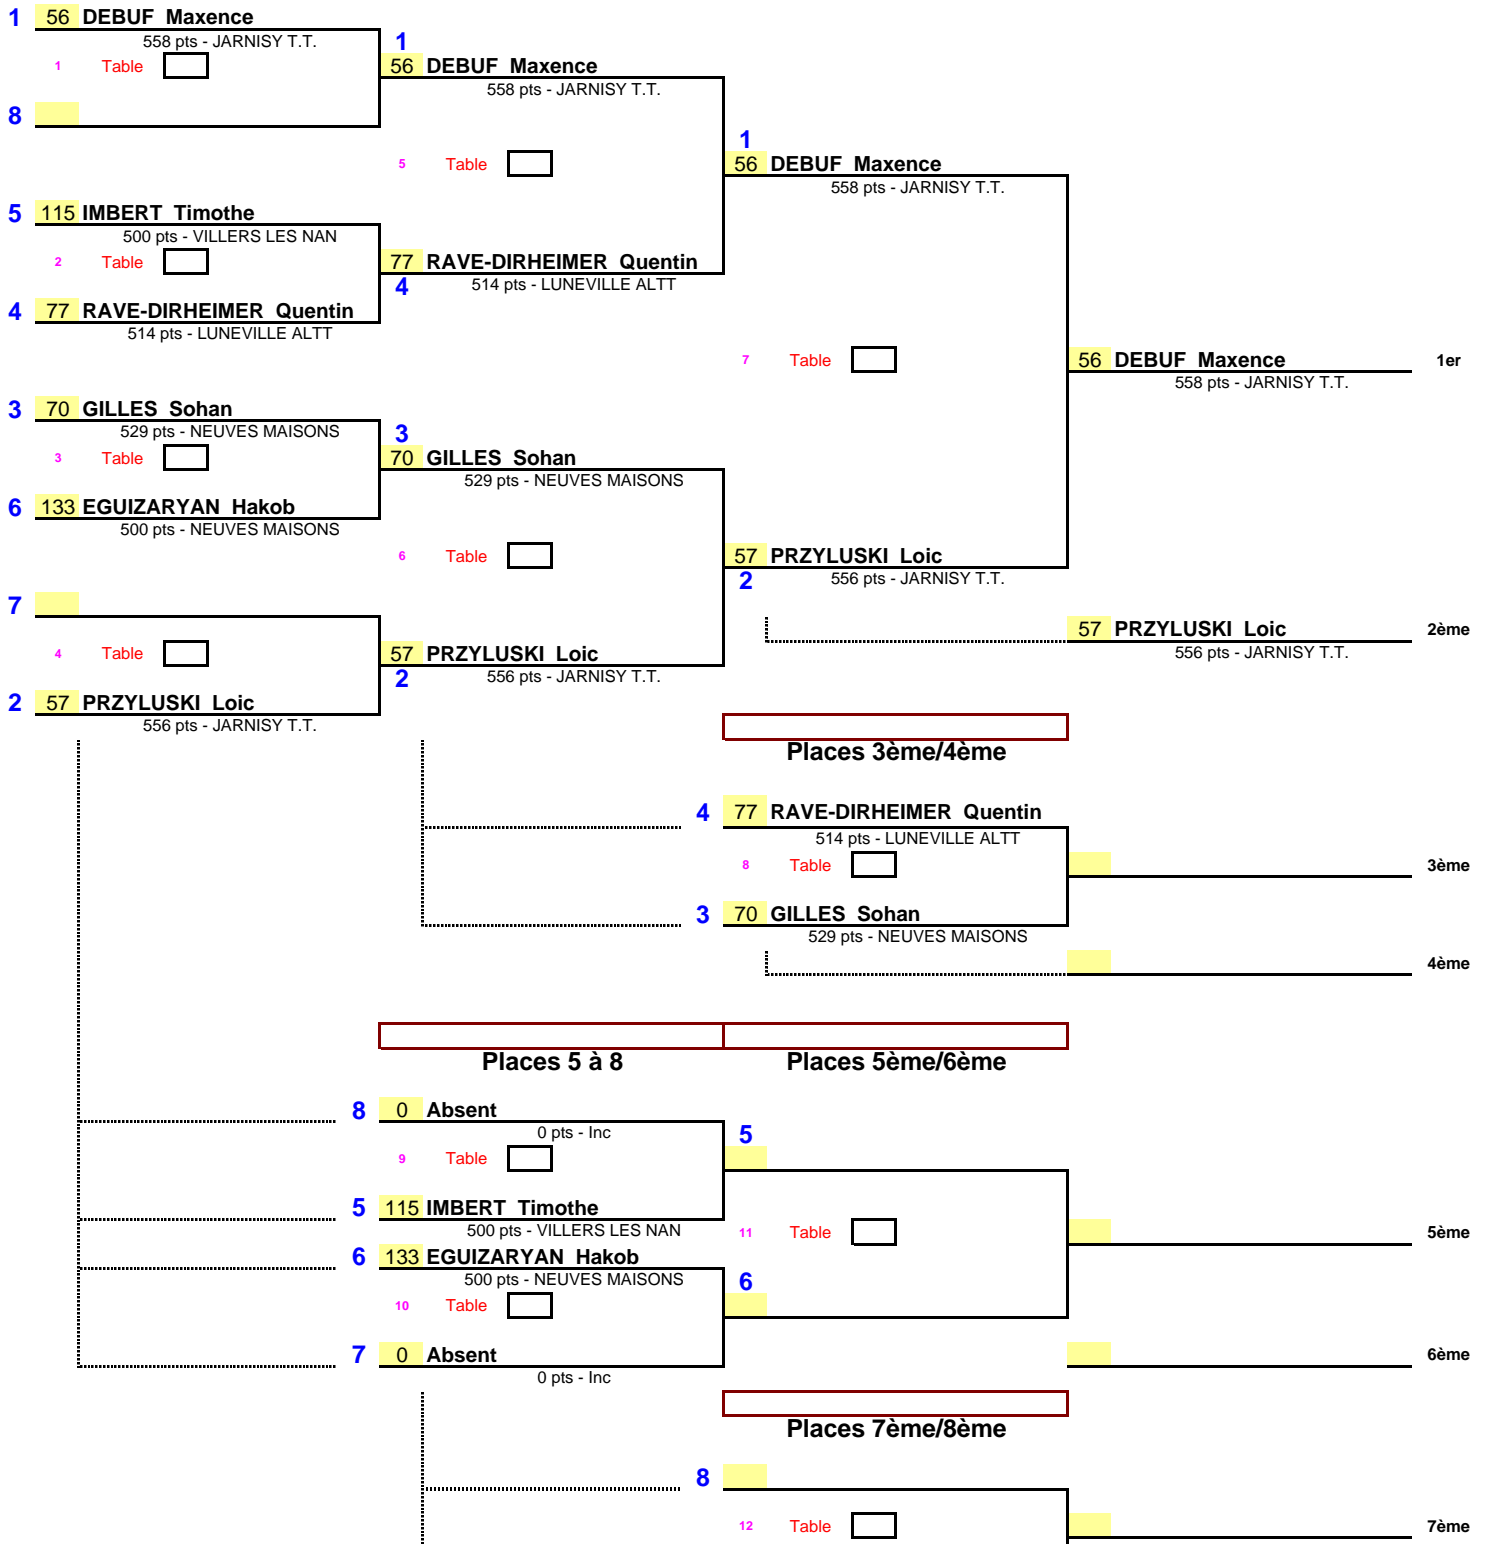 1 56 DEBUF Maxence
558 pts - JARNISY T.T.
1
1 Table
56 DEBUF Maxence
558 pts - JARNISY T.T.
8
1
5 Table
56 DEBUF Maxence
558 pts - JARNISY T.T.
5 115 IMBERT Timothe
500 pts - VILLERS LES NAN
2 Table
77 RAVE-DIRHEIMER Quentin
4
514 pts - LUNEVILLE ALTT
4 77 RAVE-DIRHEIMER Quentin
514 pts - LUNEVILLE ALTT
7 Table
56 DEBUF Maxence 1er
558 pts - JARNISY T.T.
3 70 GILLES Sohan
529 pts - NEUVES MAISONS
3
3 Table
70 GILLES Sohan
529 pts - NEUVES MAISONS
6 133 EGUIZARYAN Hakob
500 pts - NEUVES MAISONS
6 Table
57 PRZYLUSKI Loic
2
556 pts - JARNISY T.T.
7
57 PRZYLUSKI Loic 2ème
556 pts - JARNISY T.T.
4 Table
57 PRZYLUSKI Loic
2
556 pts - JARNISY T.T.
2 57 PRZYLUSKI Loic
556 pts - JARNISY T.T.
Places 3ème/4ème
4 77 RAVE-DIRHEIMER Quentin
514 pts - LUNEVILLE ALTT
8 Table
3ème
3 70 GILLES Sohan
529 pts - NEUVES MAISONS
4ème
Places 5 à 8 Places 5ème/6ème
8 0 Absent
0 pts - Inc
5
9 Table
5 115 IMBERT Timothe
500 pts - VILLERS LES NAN
11 Table
5ème
6 133 EGUIZARYAN Hakob
500 pts - NEUVES MAISONS
6
10 Table
7 0 Absent
0 pts - Inc
6ème
Places 7ème/8ème
8
12 Table
7ème